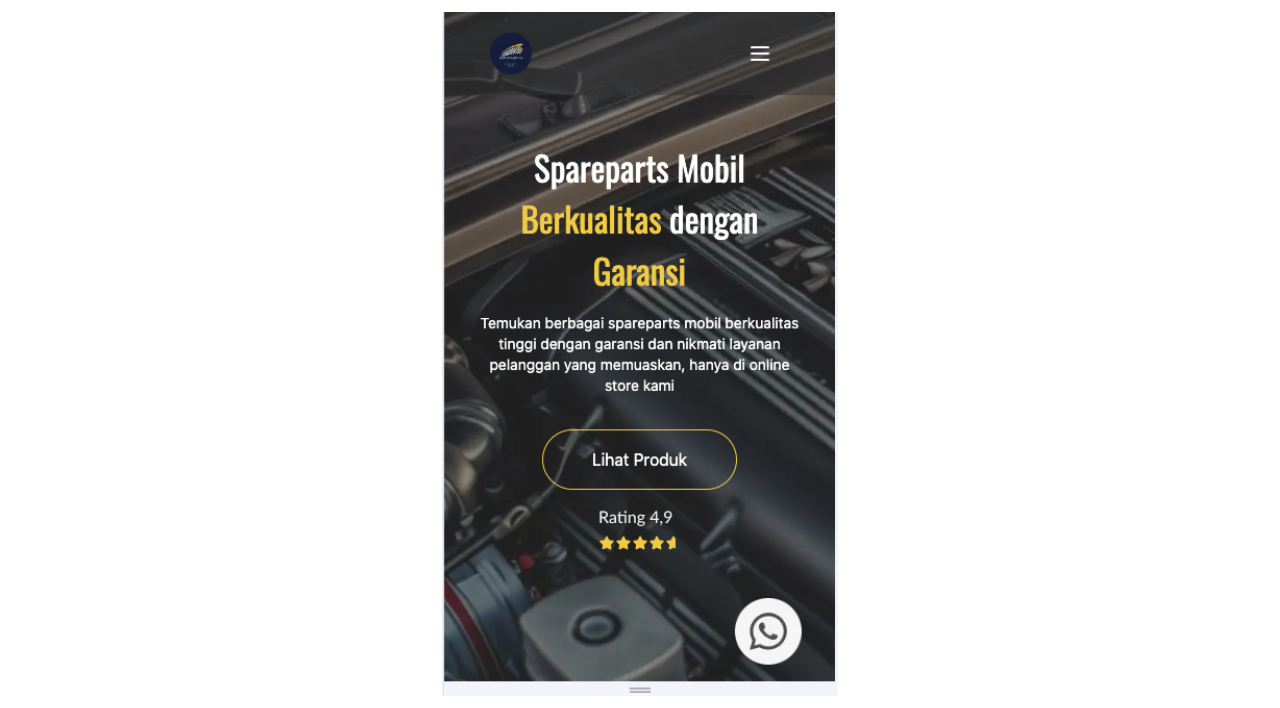 Spareparts Mobil
Berkualitas dengan
Garansi
Temukan berbagai spareparts mobil berkualitas
tinggi dengan garansi dan nikmati layanan
pelanggan yang memuaskan, hanya di online
store kami
Lihat Produk
Rating 4,9